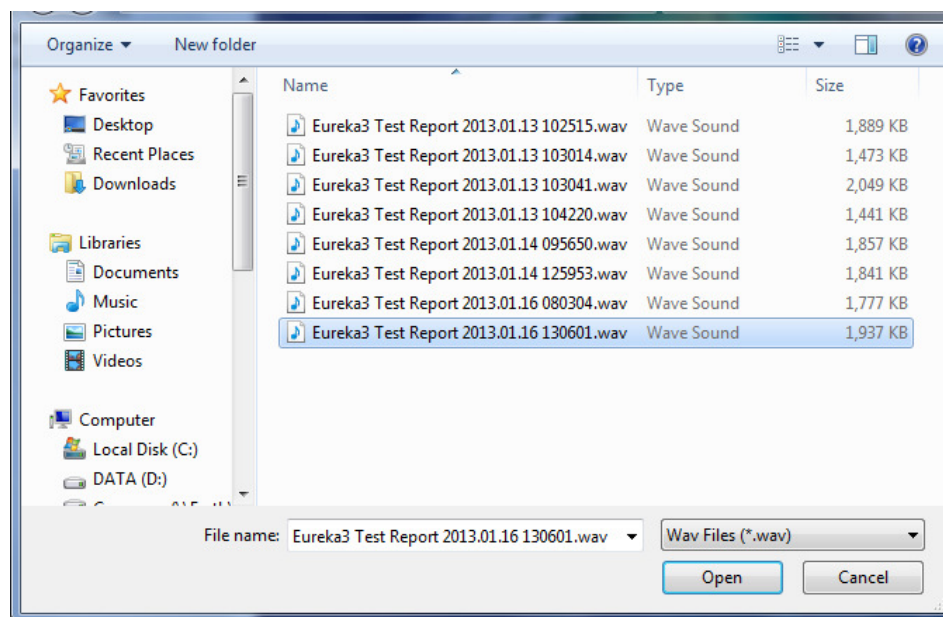 Organize New folder
Name Type Size
Favorites
Desktop
Recent Places
Downloads
Libraries
Documents
Music
Pictures
Videos
Computer
Local Disk (C:)
DATA (D:)
Eureka3 Test Report 2013.01.13 102515.wav Wave Sound 1,889 KB
Eureka3 Test Report 2013.01.13 103014.wav Wave Sound 1,473 KB
Eureka3 Test Report 2013.01.13 103041.wav Wave Sound 2,049 KB
Eureka3 Test Report 2013.01.13 104220.wav Wave Sound 1,441 KB
Eureka3 Test Report 2013.01.14 095650.wav Wave Sound 1,857 KB
Eureka3 Test Report 2013.01.14 125953.wav Wave Sound 1,841 KB
Eureka3 Test Report 2013.01.16 080304.wav Wave Sound 1,777 KB
Eureka3 Test Report 2013.01.16 130601.wav Wave Sound 1,937 KB
File name: Eureka3 Test Report 2013.01.16 130601.wav Wav Files (*.wav)
Open Cancel